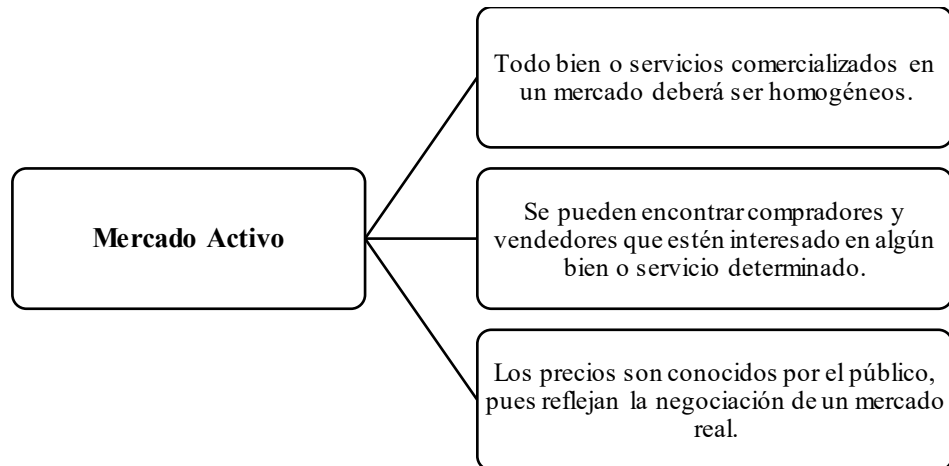 Todo bien o servicios comercializados en
un mercado deberá ser homogéneos.
Mercado Activo
Se pueden encontrar compradores y
vendedores que estén interesado en algún
bien o servicio determinado.
Los precios son conocidos por el público,
pues reflejan la negociación de un mercado
real.